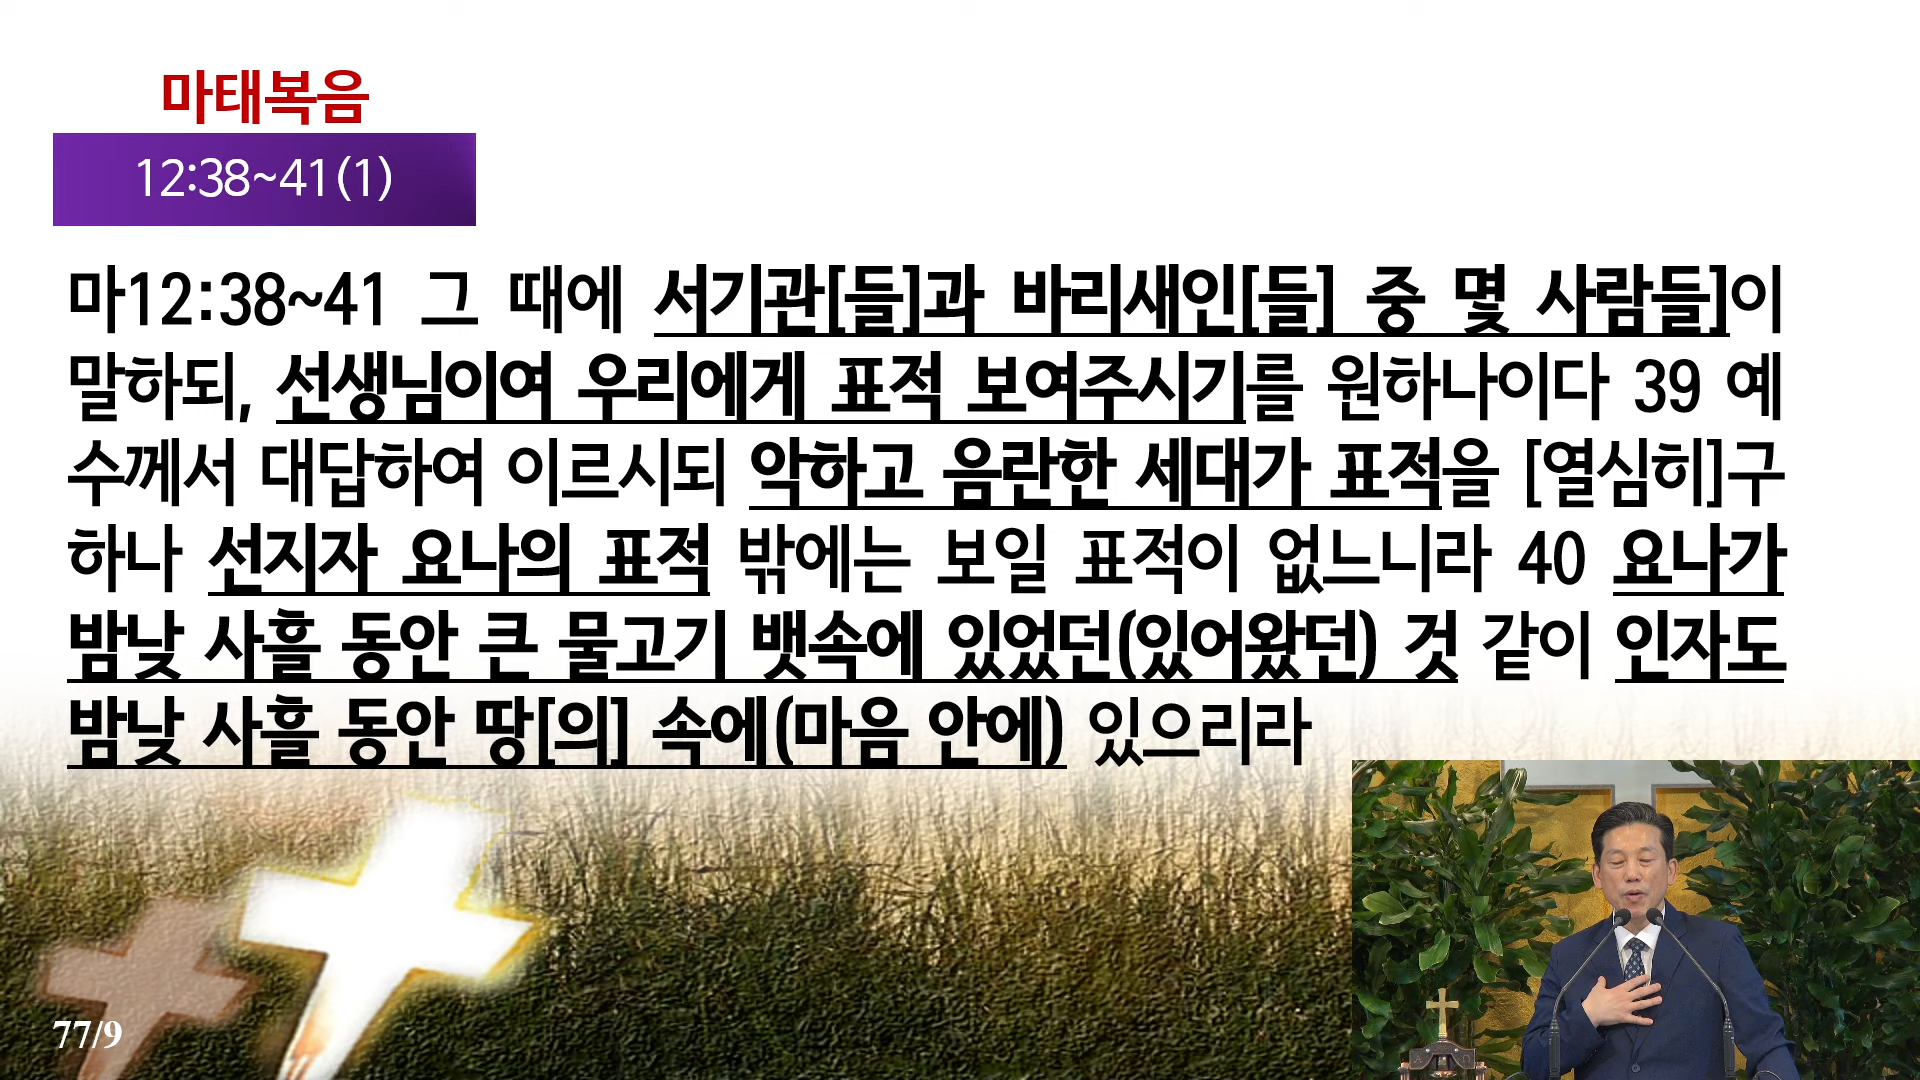 마태복음
12:38~41(1)
마12:38~41 그 때에 서기관[들]과 바리새인[들] 중 몇 사람들]이
말하되, 선생님이여 우리에게 표적 보여주시기를 원하나이다 39 예
수께서 대답하여 이르시되 악하고 음란한 세대가 표적을 [열심히]구
하나 선지자 요나의 표적 밖에는 보일 표적이 없느니라 40 요나가
밤낮 사흘 동안 큰 물고기 뱃속에 있었던(있어왔던) 것 같이 인자도
밤낮 사흘 동안 땅[의] 속에(마음 안에) 있으리라
77/9